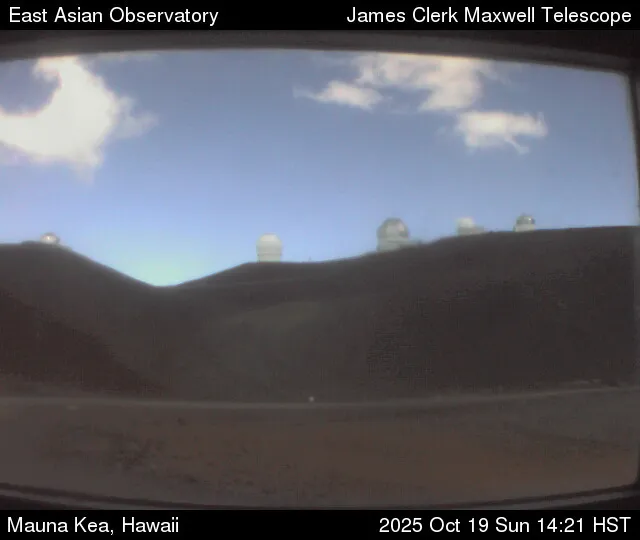 East Asian Observatory
James Clerk Maxwell Telescope
Mauna Kea, Hawaii
2025 Oct 19 Sun 14:21 HST